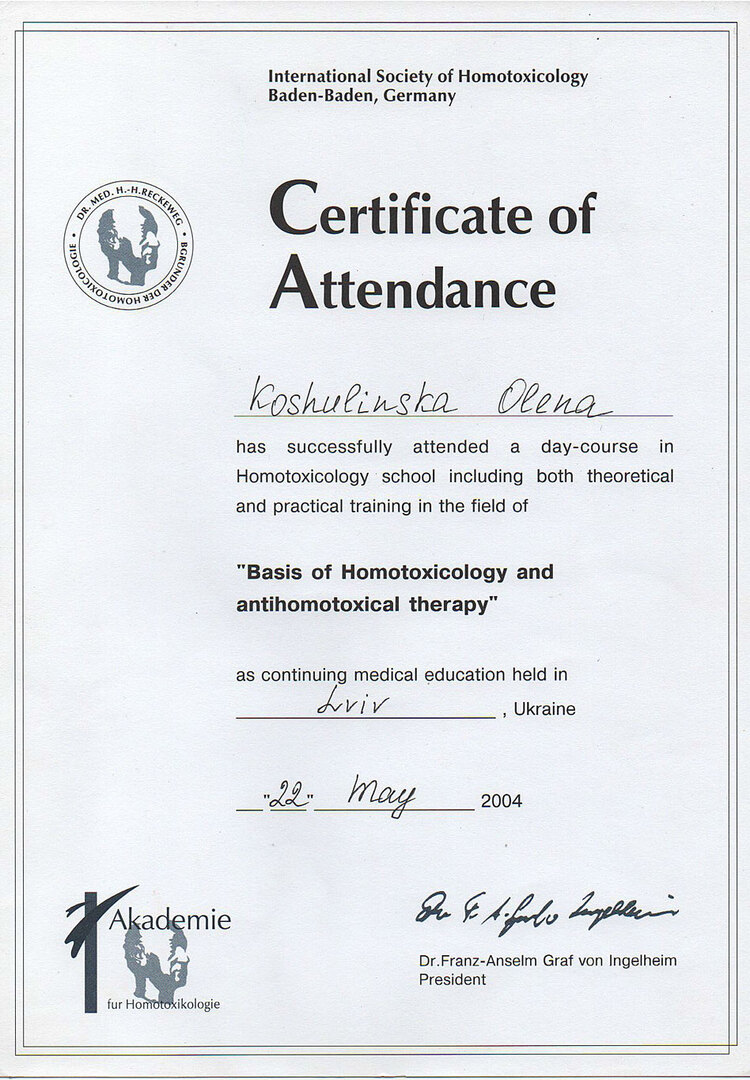 International Society of Homotoxicology
Baden-Baden, Germany
DR. MED. H.-H. RECKEWEG • BGRUNDER DER HOMOTOXICOLOGIE •
Certificate of
Attendance
Koshulinska Olena
has successfully attended a day-course in
Homotoxicology school including both theoretical
and practical training in the field of
"Basis of Homotoxicology and
antihomotoxical therapy"
as continuing medical education held in
Lviv , Ukraine
"22" May 2004
Akademie
fur Homotoxikologie
Dr.Franz-Anselm Graf von Ingelheim
President